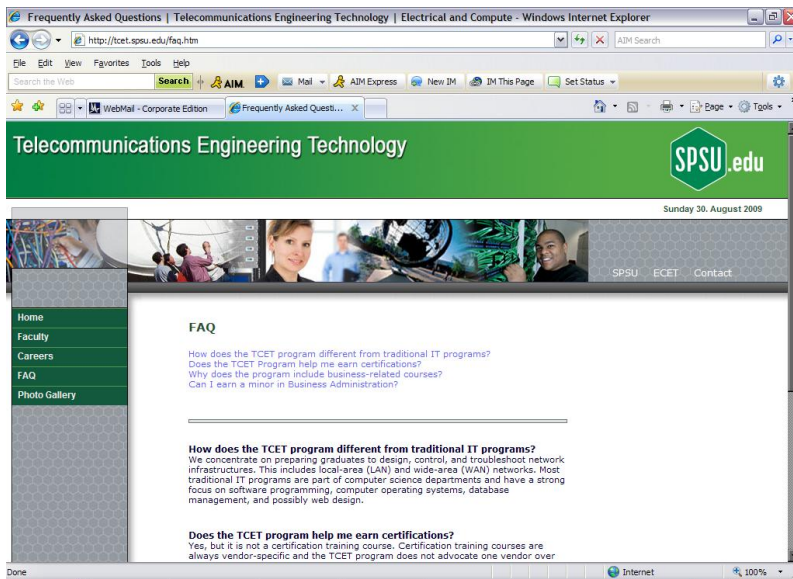 Frequently Asked Questions | Telecommunications Engineering Technology | Electrical and Compute - Windows Internet Explorer
http://tcet.spsu.edu/faq.htm
AIM Search
File Edit View Favorites Tools Help
Search the Web Search AIM Mail AIM Express New IM IM This Page Set Status
WebMail - Corporate Edition Frequently Asked Questi... X Page Tools
Telecommunications Engineering Technology
SPSU.edu
Sunday 30. August 2009
SPSU ECET Contact
Home
Faculty
Careers
FAQ
Photo Gallery
FAQ
How does the TCET program different from traditional IT programs?
Does the TCET Program help me earn certifications?
Why does the program include business-related courses?
Can I earn a minor in Business Administration?
How does the TCET program different from traditional IT programs?
We concentrate on preparing graduates to design, control, and troubleshoot network
infrastructures. This includes local-area (LAN) and wide-area (WAN) networks. Most
traditional IT programs are part of computer science departments and have a strong
focus on software programming, computer operating systems, database
management, and possibly web design.
Does the TCET program help me earn certifications?
Yes, but it is not a certification training course. Certification training courses are
always vendor-specific and the TCET program does not advocate one vendor over
Done Internet 100%